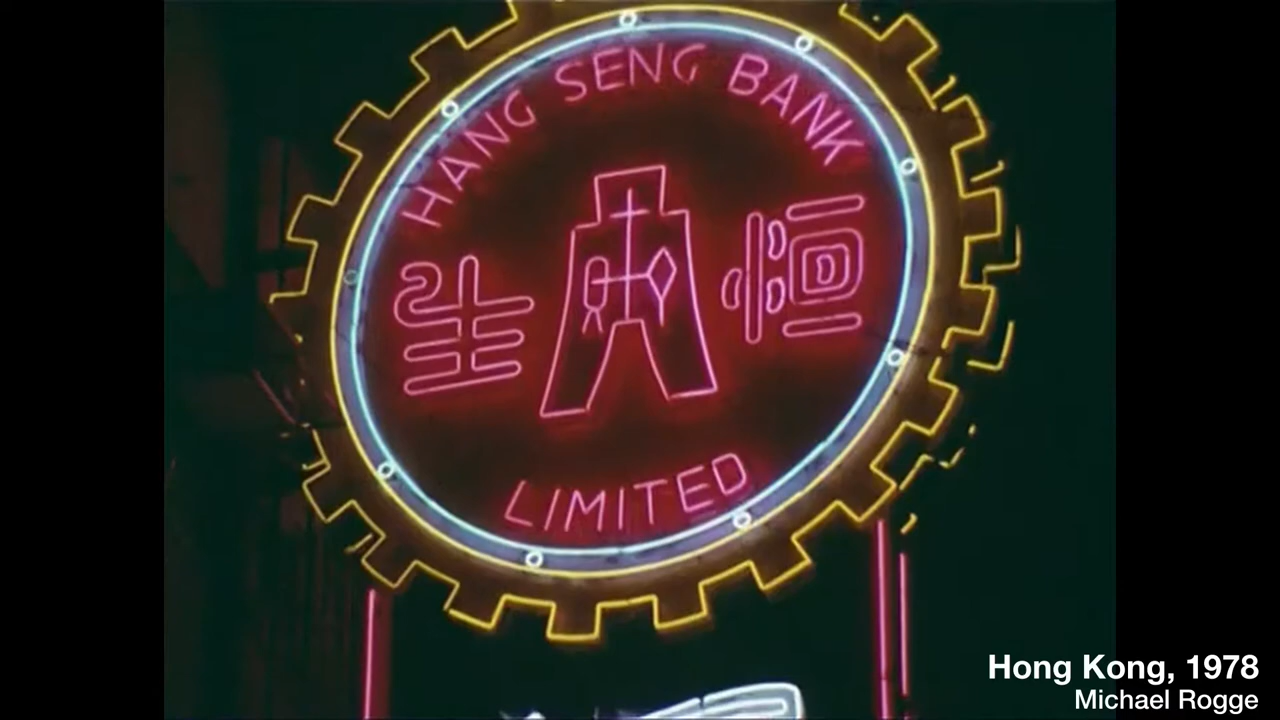 HANG SENG BANK
恒生
LIMITED
Hong Kong, 1978
Michael Rogge